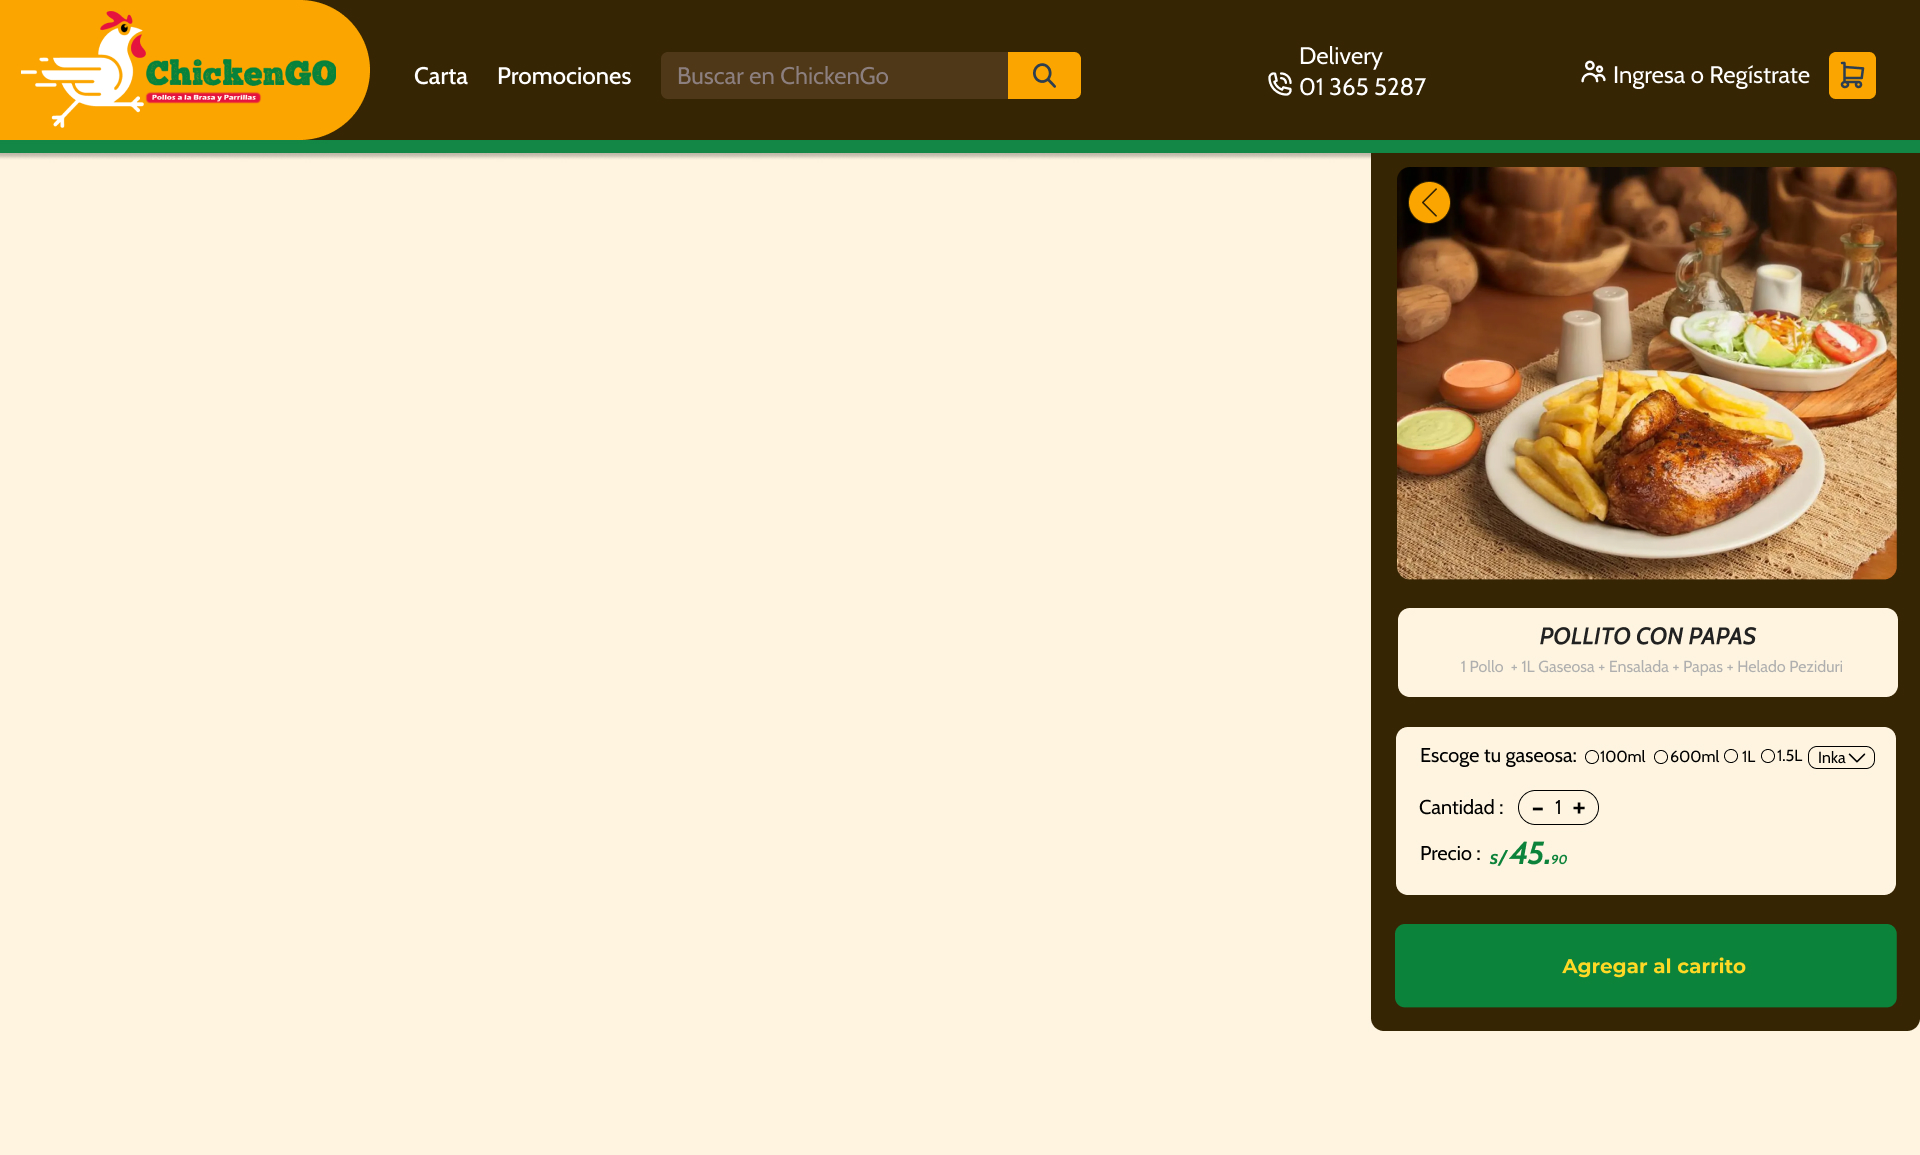 ChickenGO
Pollos a la Brasa y Parrillas
Carta
Promociones
Buscar en ChickenGo
Delivery
01 365 5287
Ingresa o Regístrate
POLLITO CON PAPAS
1 Pollo + 1L Gaseosa + Ensalada + Papas + Helado Peziduri
Escoge tu gaseosa: 100ml 600ml 1L 1.5L Inka
Cantidad : - 1 +
Precio : s/ 45.90
Agregar al carrito